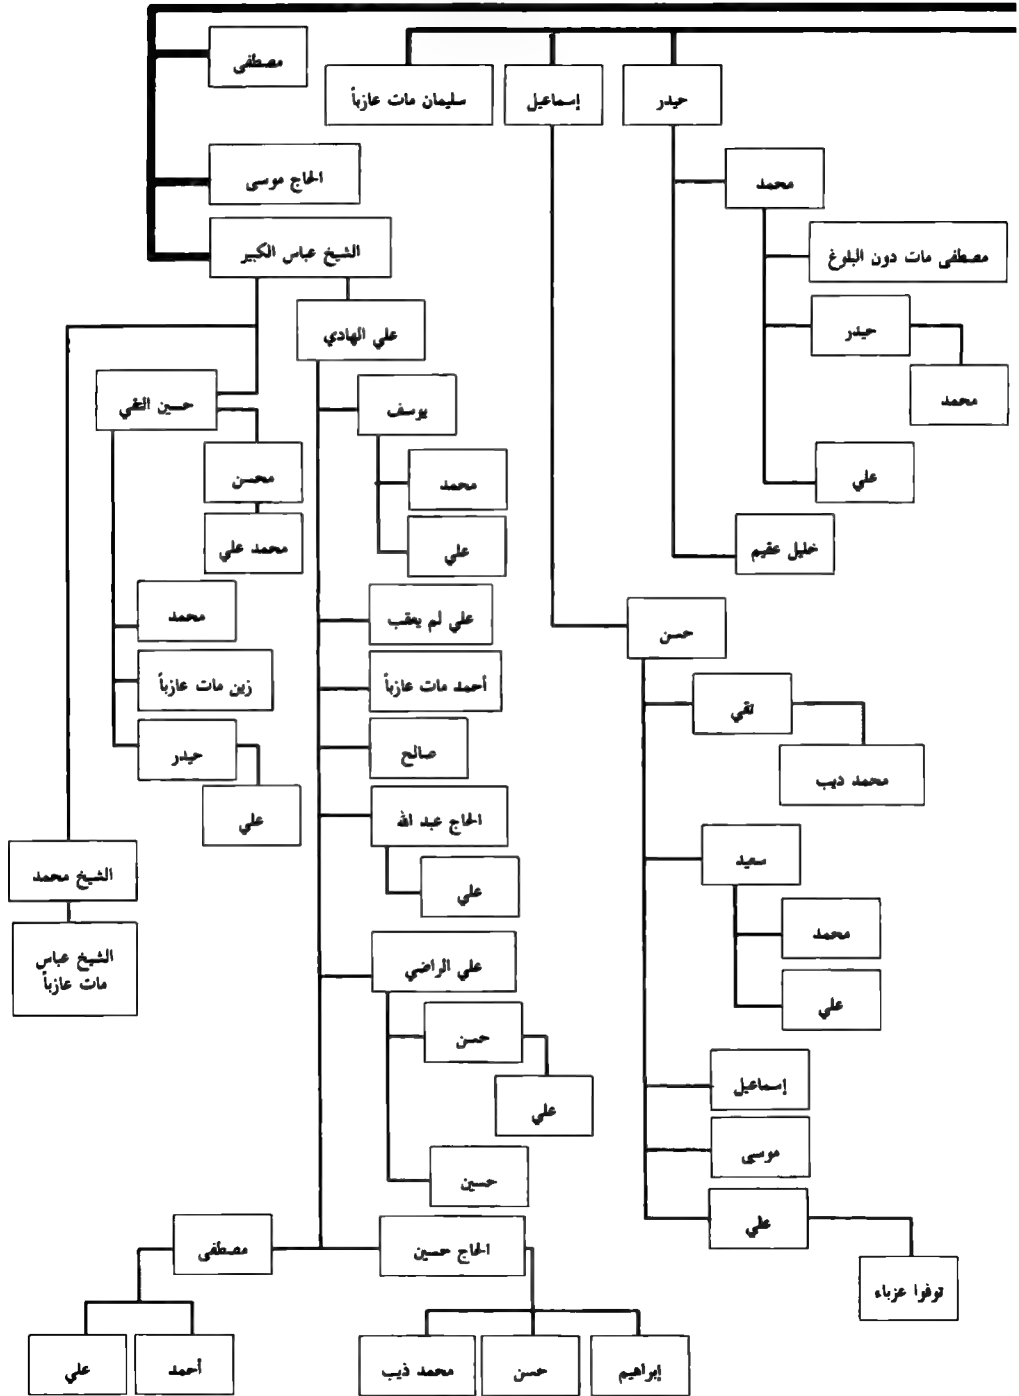 مصطفى
حيدر
إسماعيل
سليمان مات عازباً
محمد
الحاج موسى
مصطفى مات دون البلوغ
الشيخ عباس الكبير
حيدر
علي الهادي
محمد
يوسف
حسين التقي
علي
محسن
محمد
خليل عقيم
علي
محمد علي
محمد
علي لم يعقب
حسن
زين مات عازباً
أحمد مات عازباً
تقي
حيدر
صالح
محمد ديب
علي
الحاج عبد الله
سعيد
الشيخ محمد
علي
محمد
الشيخ عباس
مات عازباً
علي الراضي
علي
حسن
إسماعيل
علي
موسى
حسين
علي
مصطفى
الحاج حسين
توفوا عزباء
إبراهيم
حسن
محمد ذيب
أحمد
علي